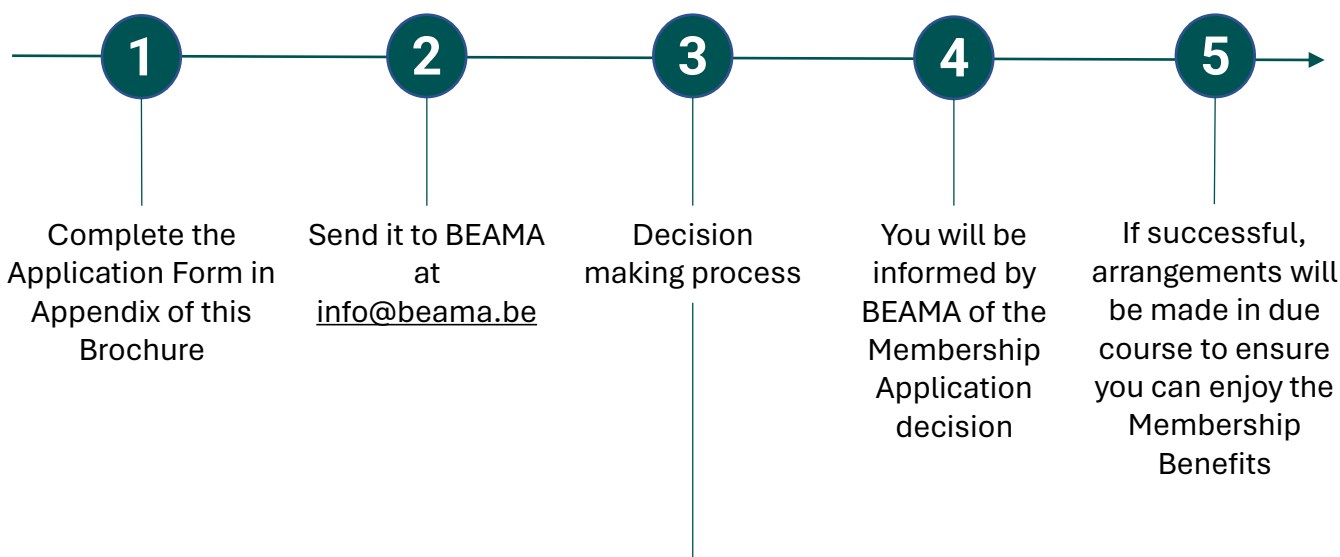 1
2
3
4
5
Complete the
Application Form in
Appendix of this
Brochure
Send it to BEAMA
at
info@beama.be
Decision
making process
You will be
informed by
BEAMA of the
Membership
Application
decision
If successful,
arrangements will
be made in due
course to ensure
you can enjoy the
Membership
Benefits